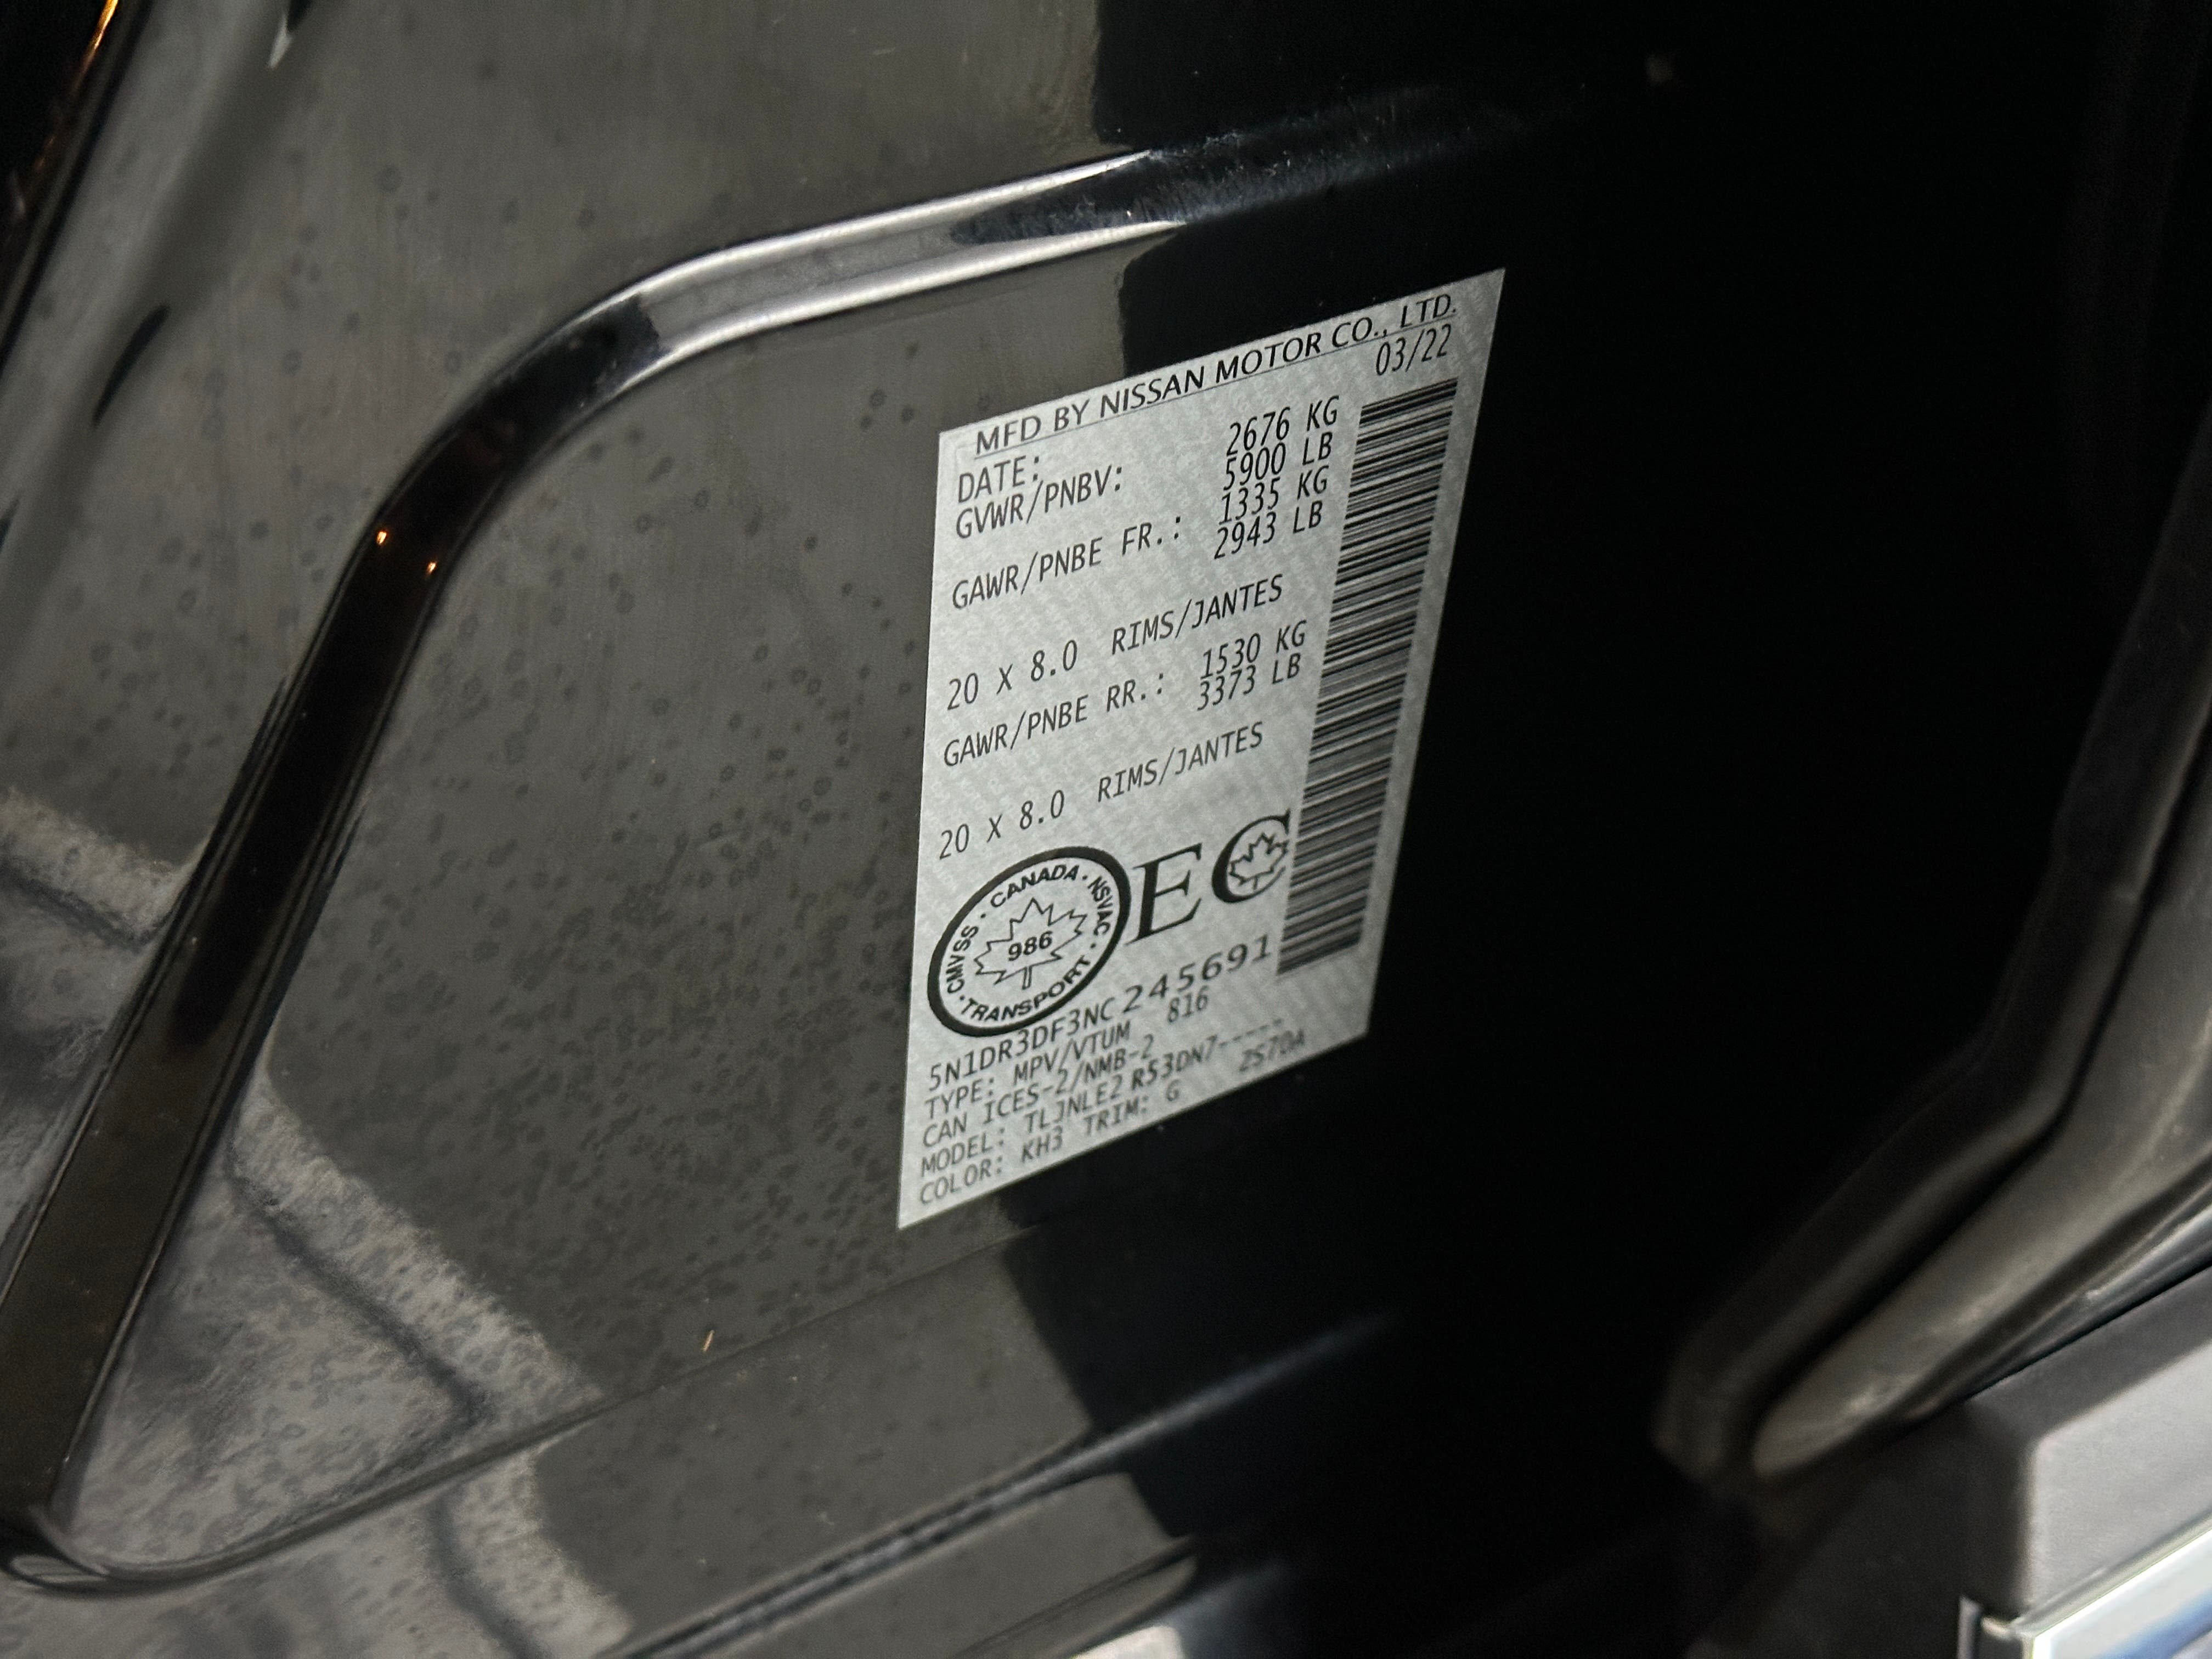 MFD BY NISSAN MOTOR CO., LTD.
DATE: 03/22
GVWR/PNBV: 2676 KG
5900 LB
GAWR/PNBE FR.: 1335 KG
2943 LB
20 X 8.0 RIMS/JANTES
GAWR/PNBE RR.: 1530 KG
3373 LB
20 X 8.0 RIMS/JANTES
CMVSS · CANADA · NSVAC · TRANSPORT ·
986
EC
5N1DR3DF3NC245691
TYPE: MPV/VTUM 816
CAN ICES-2/NMB-2
MODEL: TLJNLE2 R53DN7-----
COLOR: KH3 TRIM: G ZS70A